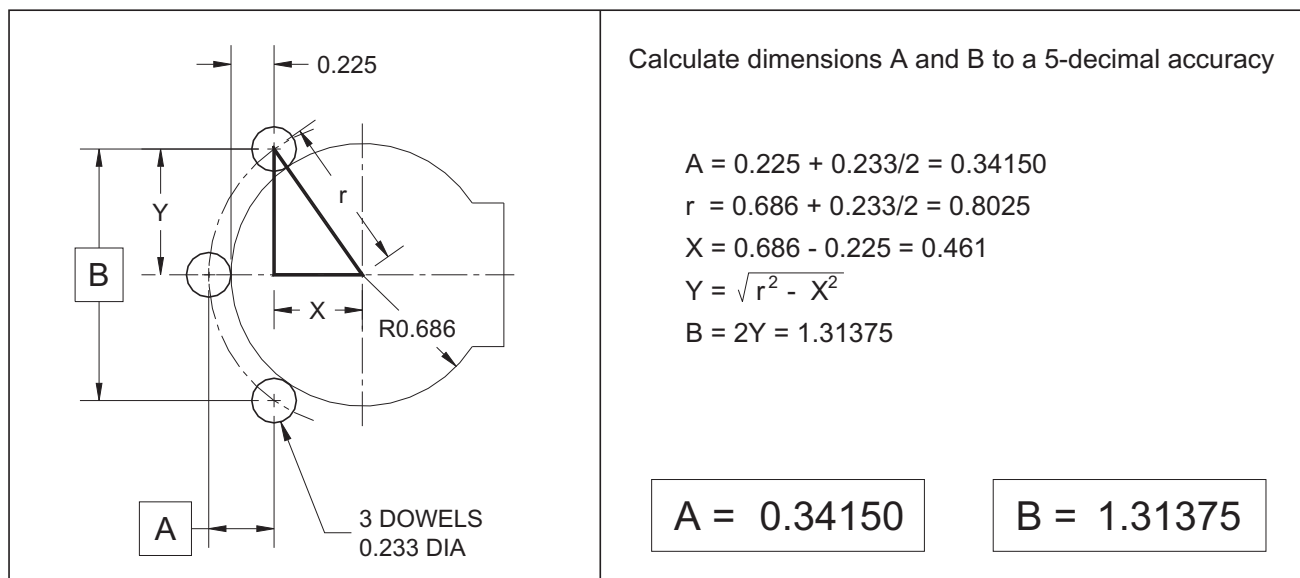 0.225
r
Y
B
X
R0.686
A
3 DOWELS
0.233 DIA
Calculate dimensions A and B to a 5-decimal accuracy
A = 0.225 + 0.233/2 = 0.34150
r = 0.686 + 0.233/2 = 0.8025
X = 0.686 - 0.225 = 0.461
Y = √r² - X²
B = 2Y = 1.31375
A = 0.34150
B = 1.31375